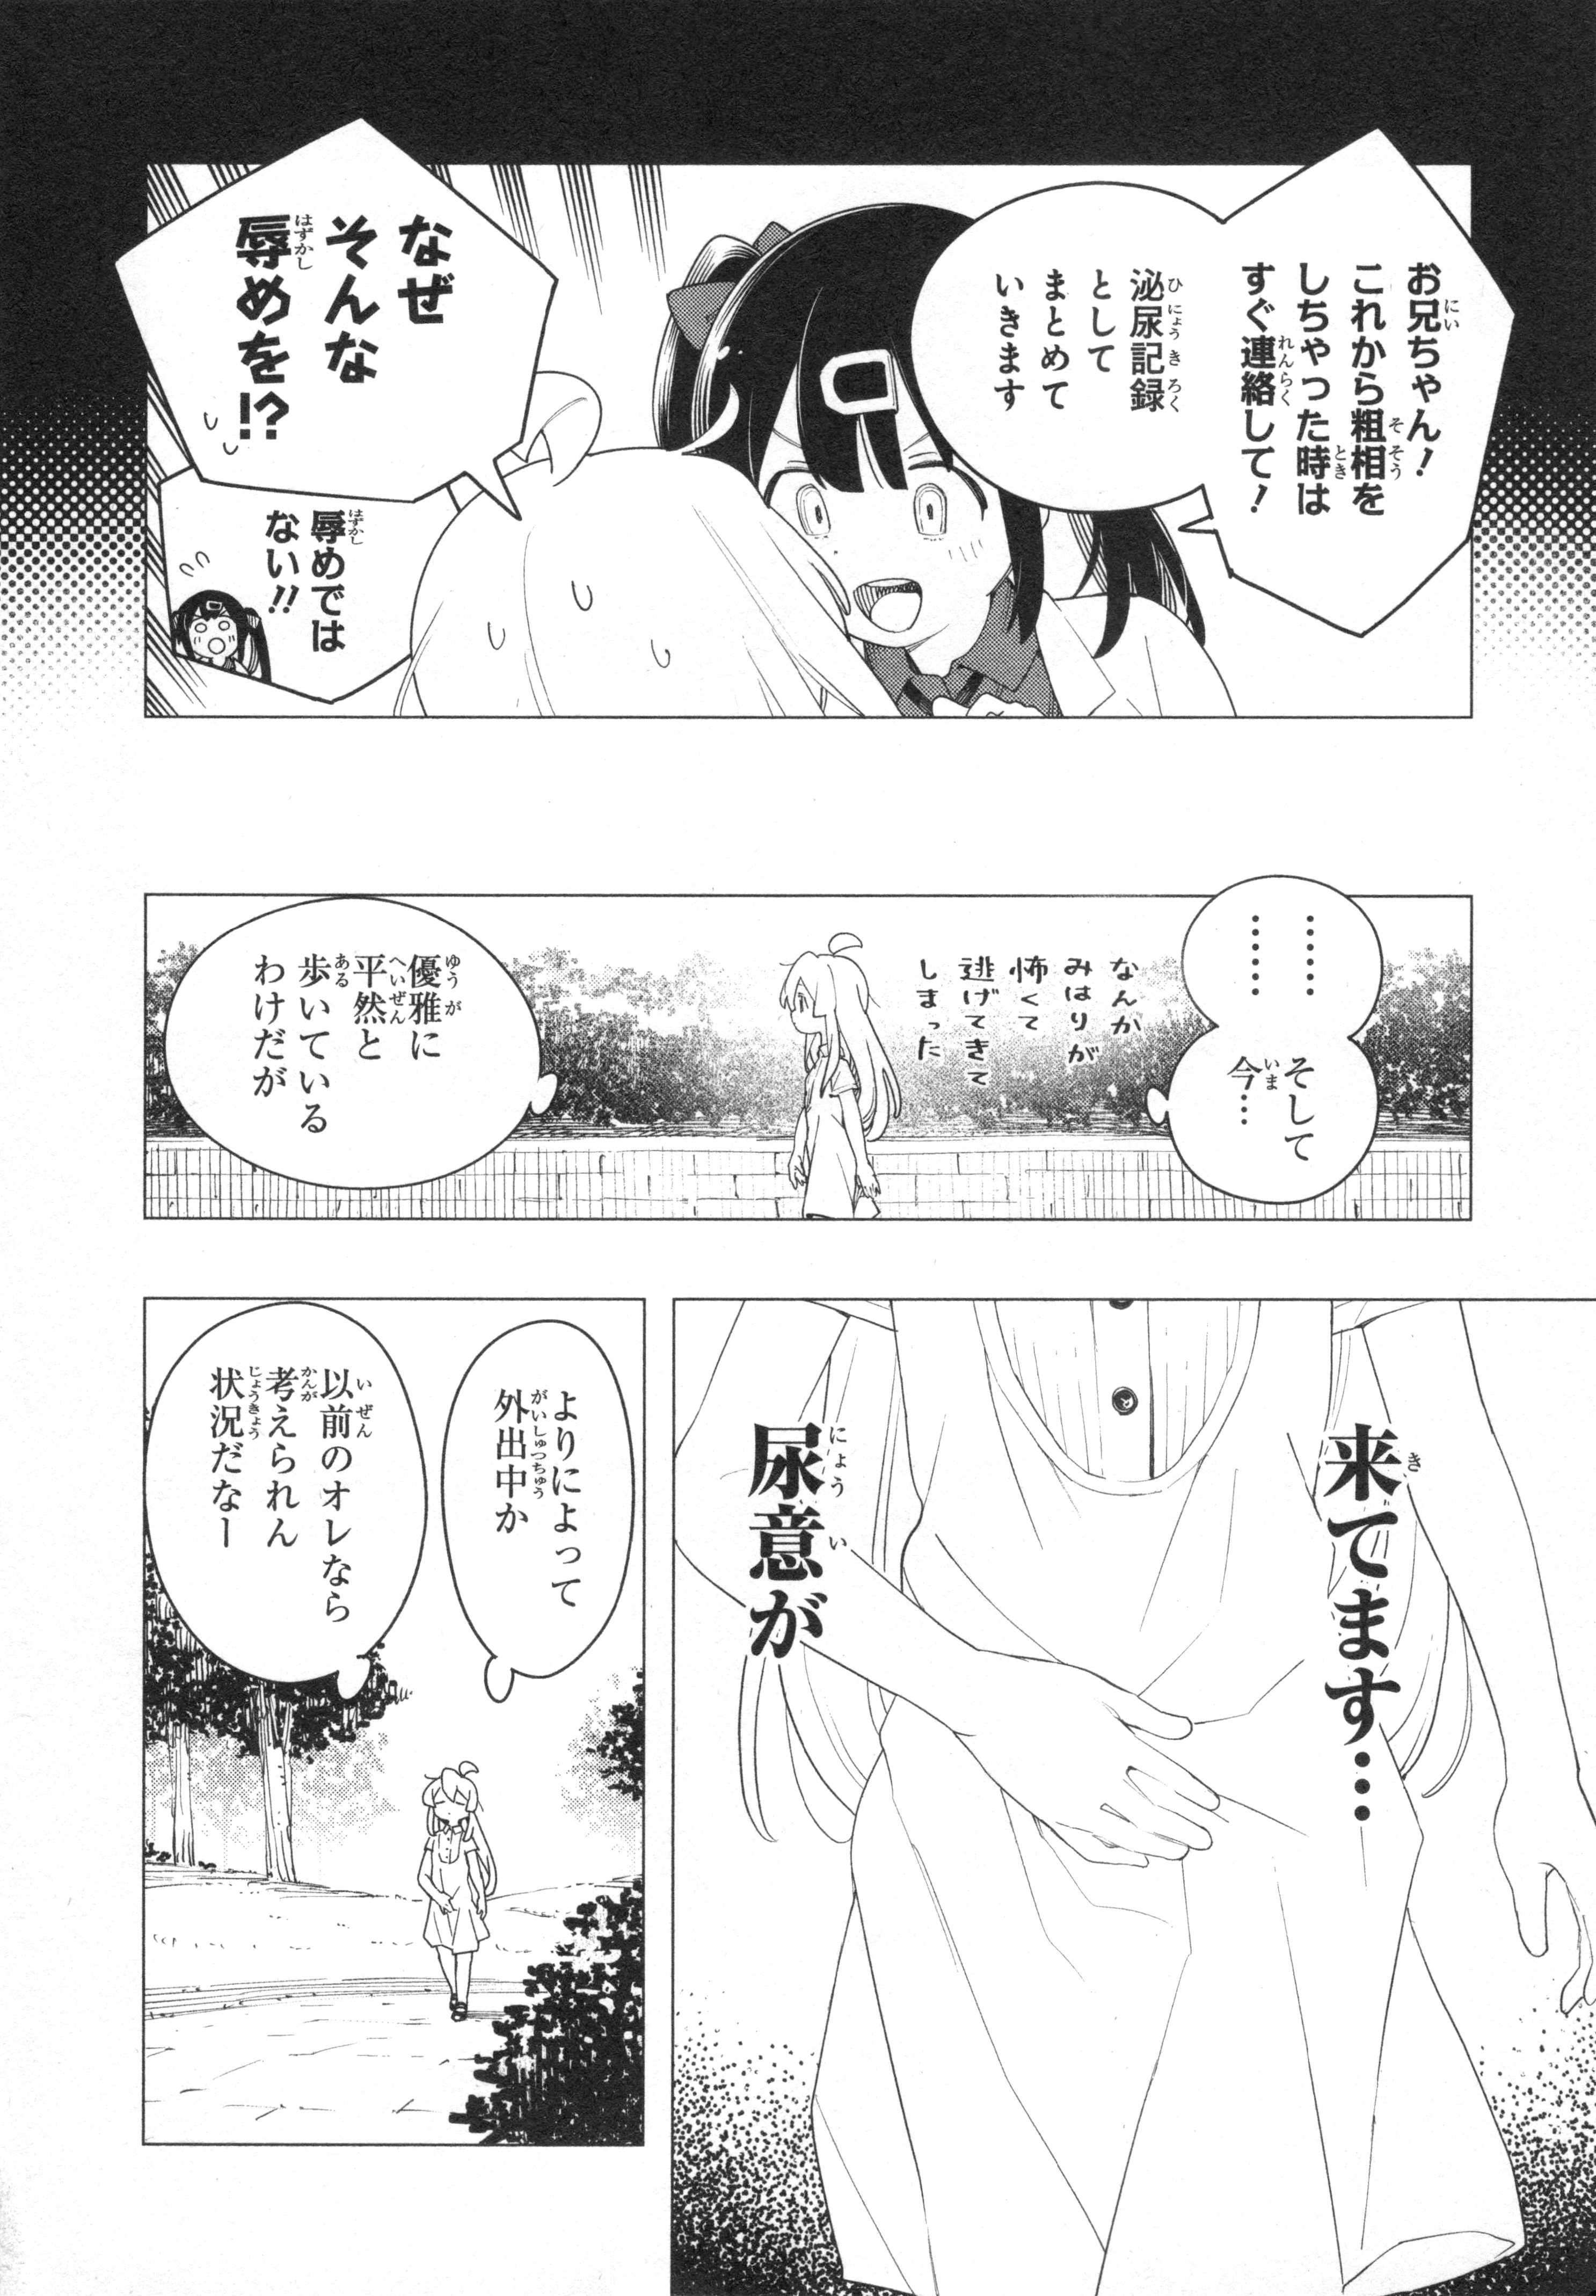 お兄ちゃん!
これから粗相を
しちゃった時は
すぐ連絡して!
泌尿記録
として
まとめて
いきます
なぜ
そんな
辱めを!?
辱めでは
ない!!
……
……
そして
今…
なんか
みはりが
怖くて
逃げてきて
しまった
優雅に
平然と
歩いている
わけだが
来てます…
尿意が
よりによって
外出中か
以前のオレなら
考えられん
状況だなー